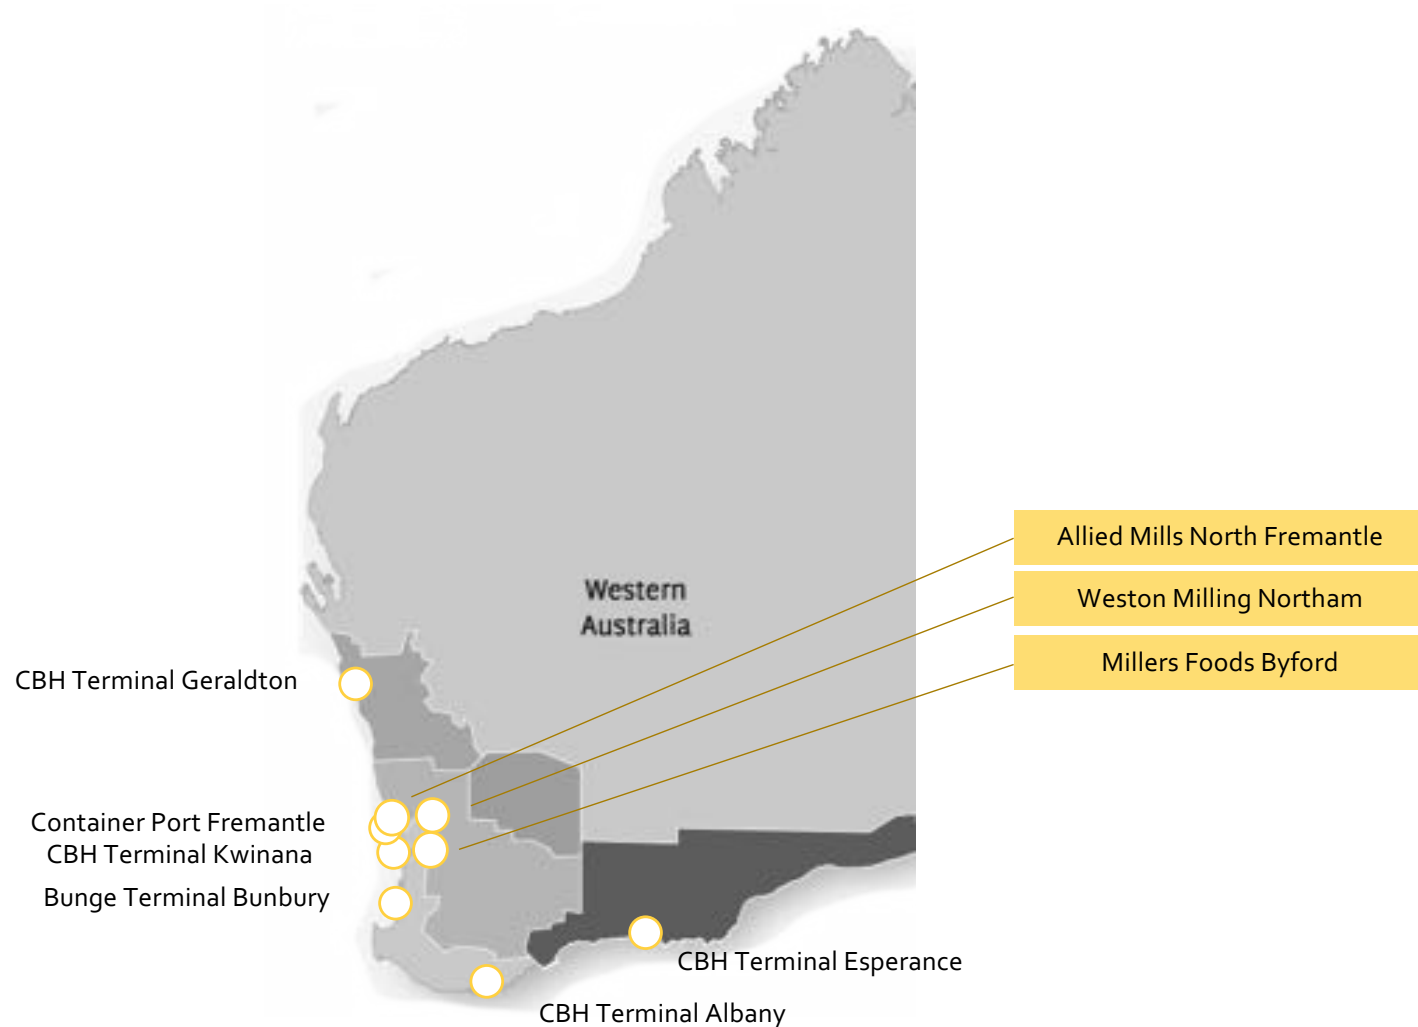 Allied Mills North Fremantle
Weston Milling Northam
Western
Australia
Millers Foods Byford
CBH Terminal Geraldton
Container Port Fremantle
CBH Terminal Kwinana
Bunge Terminal Bunbury
CBH Terminal Esperance
CBH Terminal Albany